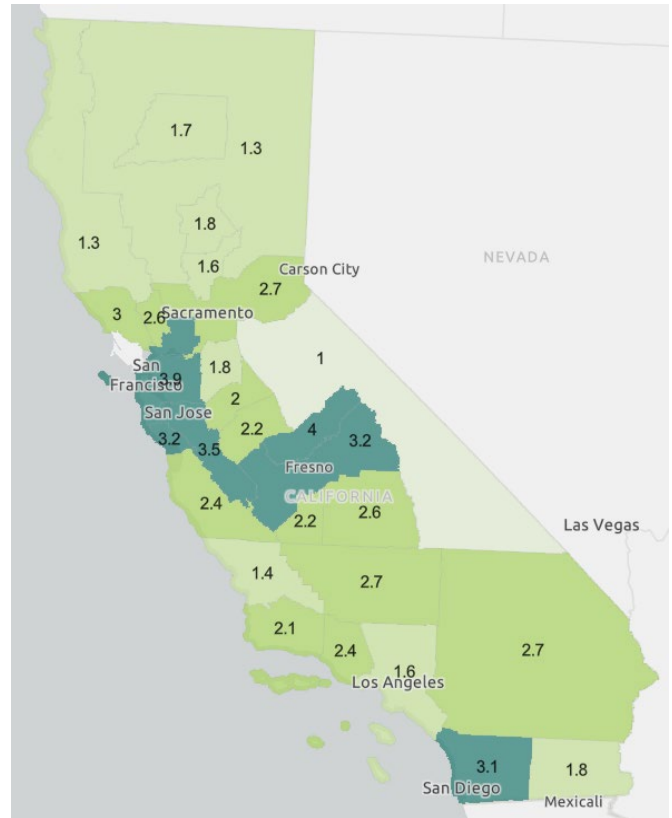 1.7
1.3
1.3
1.8
1.6
Carson City
NEVADA
2.7
3
2.6
Sacramento
San
Francisco
3.9
1.8
1
San Jose
2
3.2
3.5
2.2
4
3.2
Fresno
CALIFORNIA
2.4
2.2
2.6
Las Vegas
1.4
2.7
2.1
2.4
1.6
2.7
Los Angeles
3.1
1.8
San Diego
Mexicali